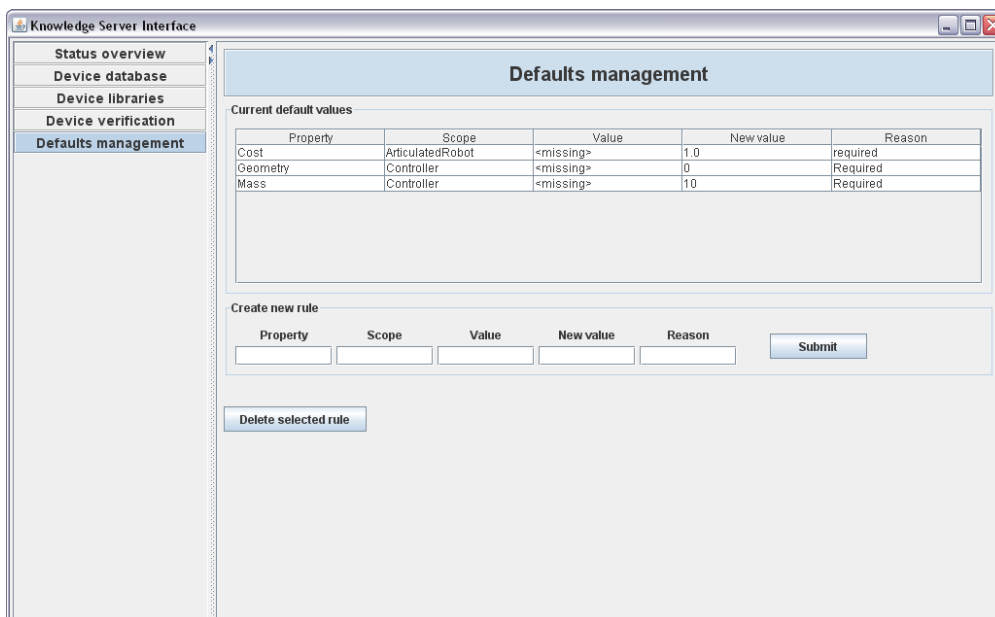 Knowledge Server Interface
Status overview
Device database
Device libraries
Device verification
Defaults management
Defaults management
Current default values
Property Scope Value New value Reason
Cost ArticulatedRobot <missing> 1.0 required
Geometry Controller <missing> 0 Required
Mass Controller <missing> 10 Required
Create new rule
Property Scope Value New value Reason
Submit
Delete selected rule